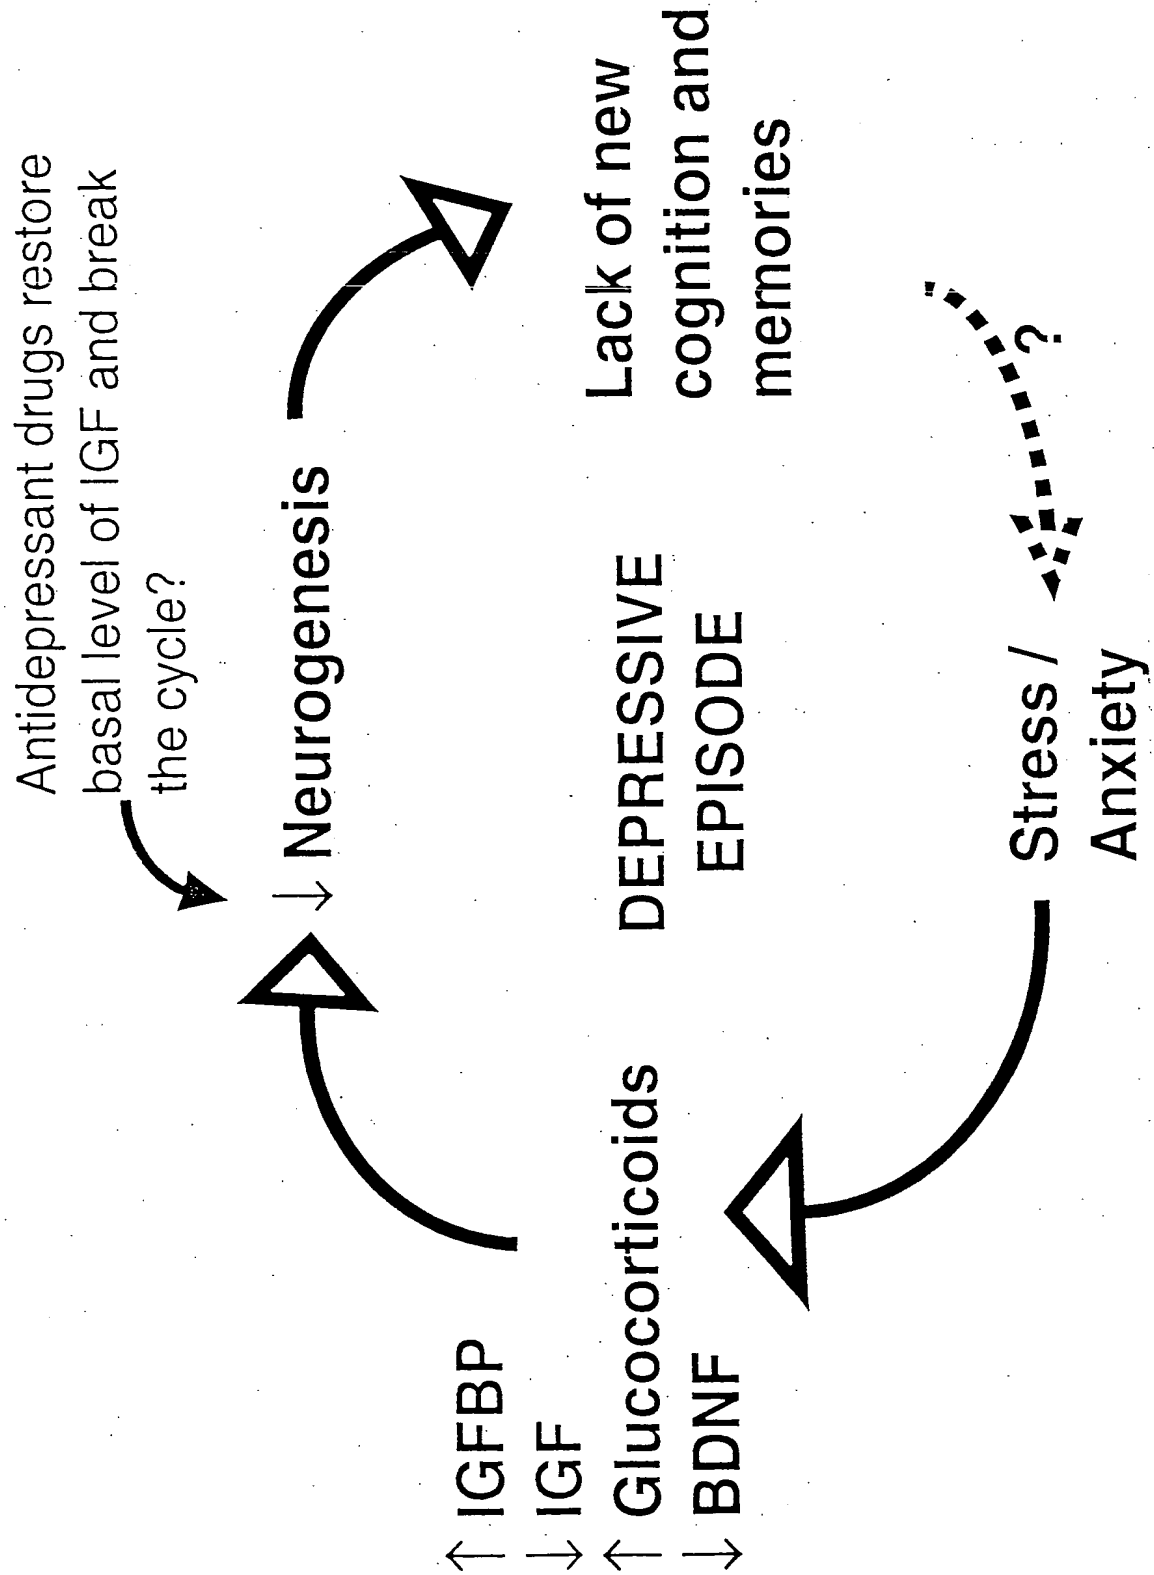 Antidepressant drugs restore
basal level of IGF and break
the cycle?
↓ Neurogenesis
↑ IGFBP
↓ IGF
↑ Glucocorticoids
↓ BDNF
DEPRESSIVE
EPISODE
Lack of new
cognition and
memories
?
Stress /
Anxiety